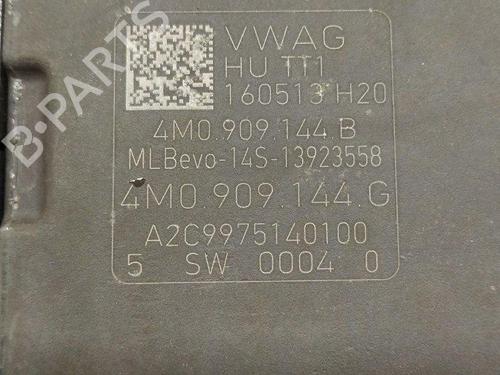 VWAG
HU TT1
160513 H20
4M0.909.144.B
MLBevo-14S-13923558
4M0.909.144.G
A2C9975140100
5 SW 0004 0